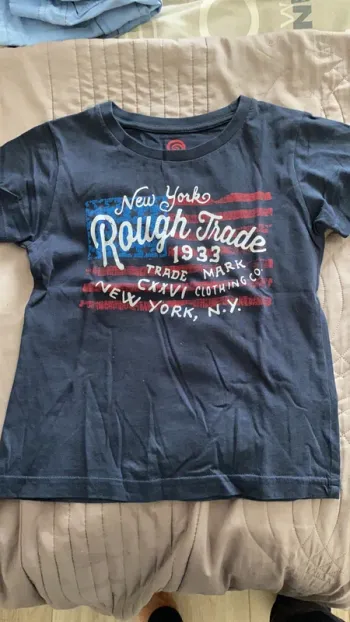 New York
Rough Trade
1933
TRADE MARK
CXXVI CLOTHING CO.
NEW YORK, N.Y.